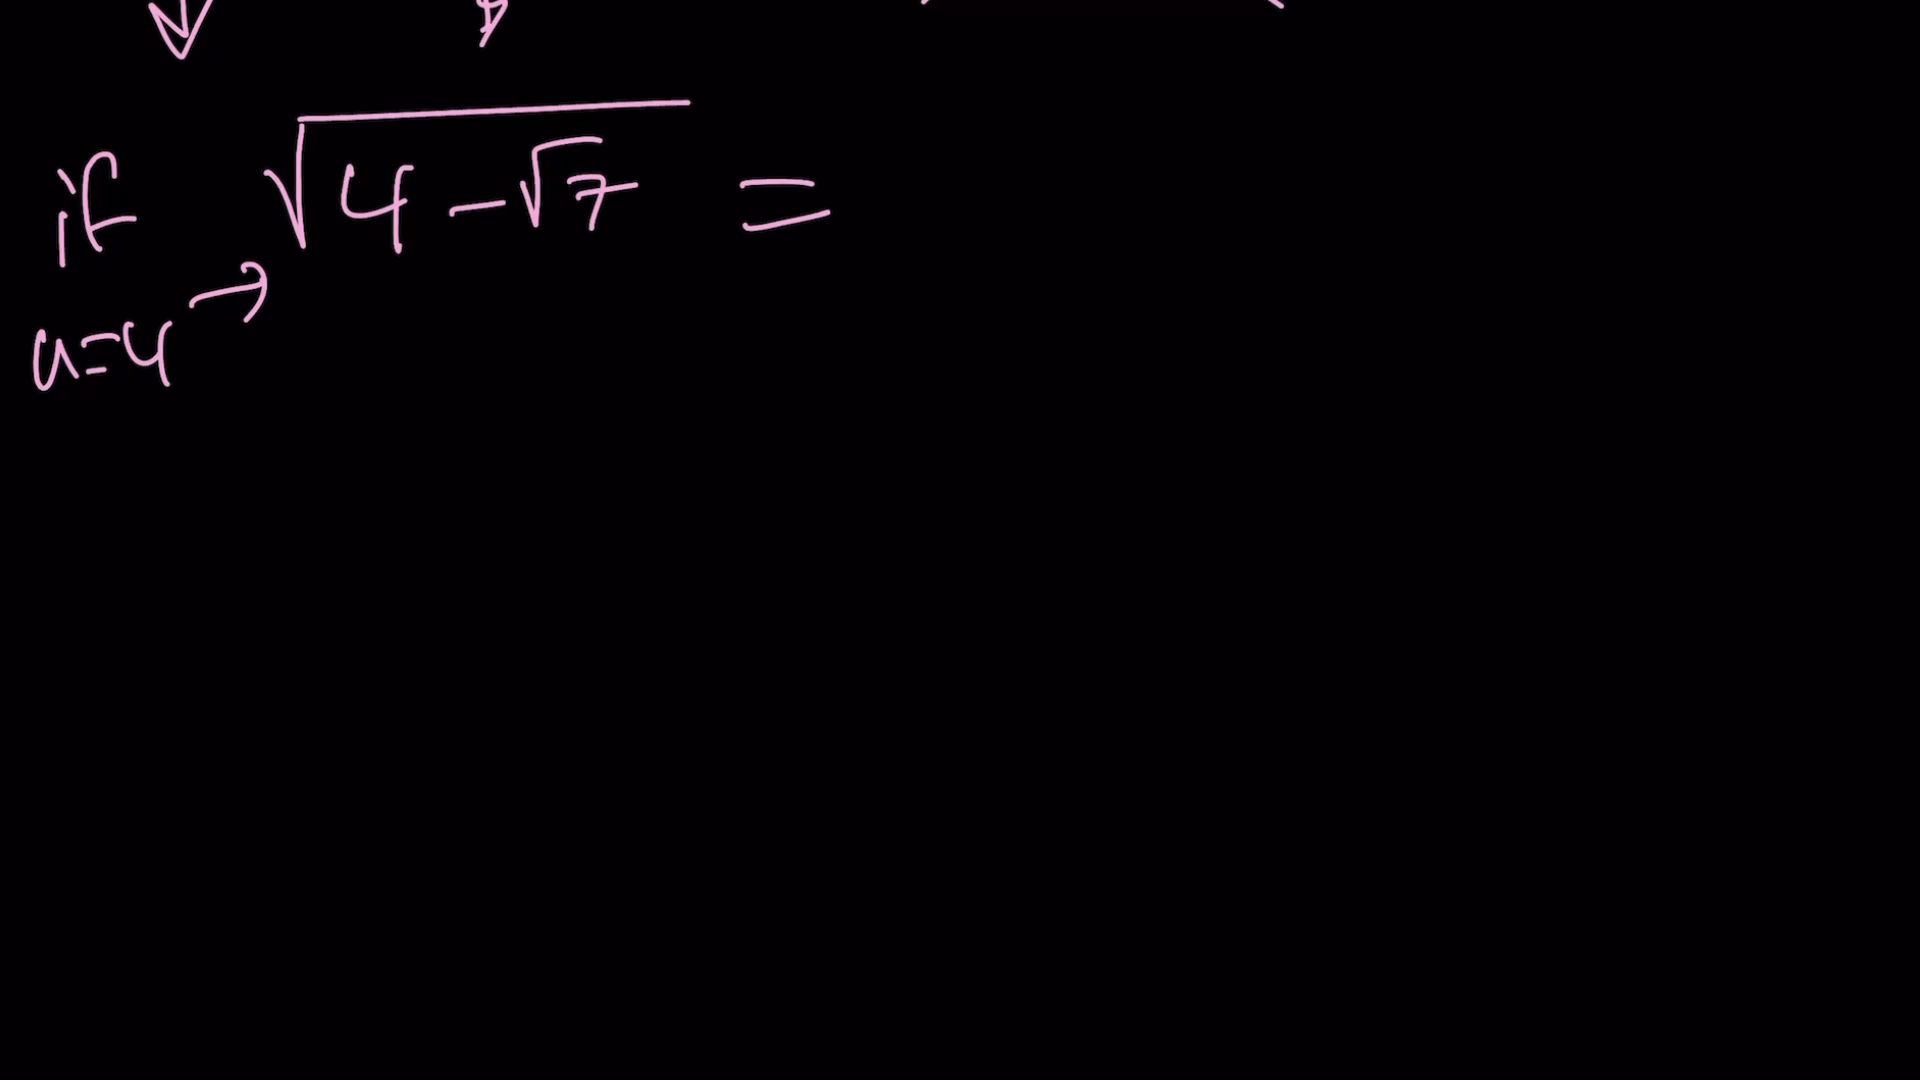 if √(4-√7) =
a=4 →